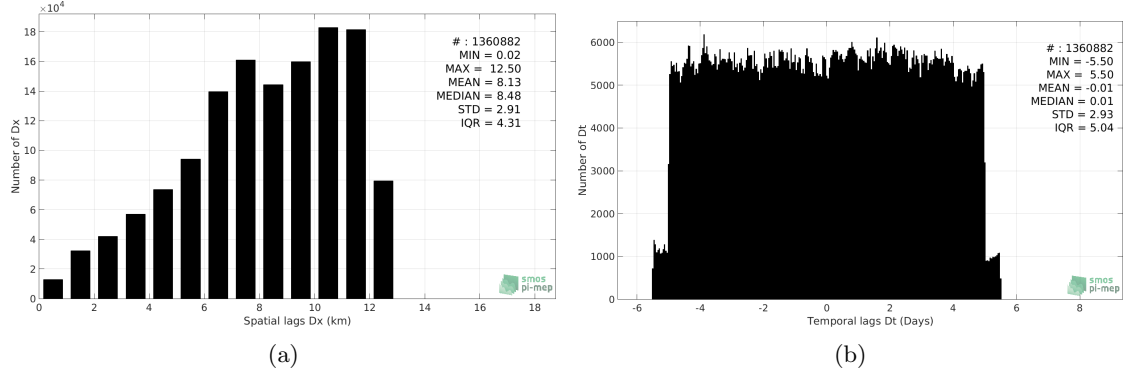 ×10⁴
18
16
14
12
10
8
6
4
2
0
Number of Dx
# : 1360882
MIN = 0.02
MAX = 12.50
MEAN = 8.13
MEDIAN = 8.48
STD = 2.91
IQR = 4.31
smos
pi-mep
0 2 4 6 8 10 12 14 16 18
Spatial lags Dx (km)
(a)
6000
5000
4000
3000
2000
1000
0
Number of Dt
# : 1360882
MIN = -5.50
MAX = 5.50
MEAN = -0.01
MEDIAN = 0.01
STD = 2.93
IQR = 5.04
smos
pi-mep
-6 -4 -2 0 2 4 6 8
Temporal lags Dt (Days)
(b)